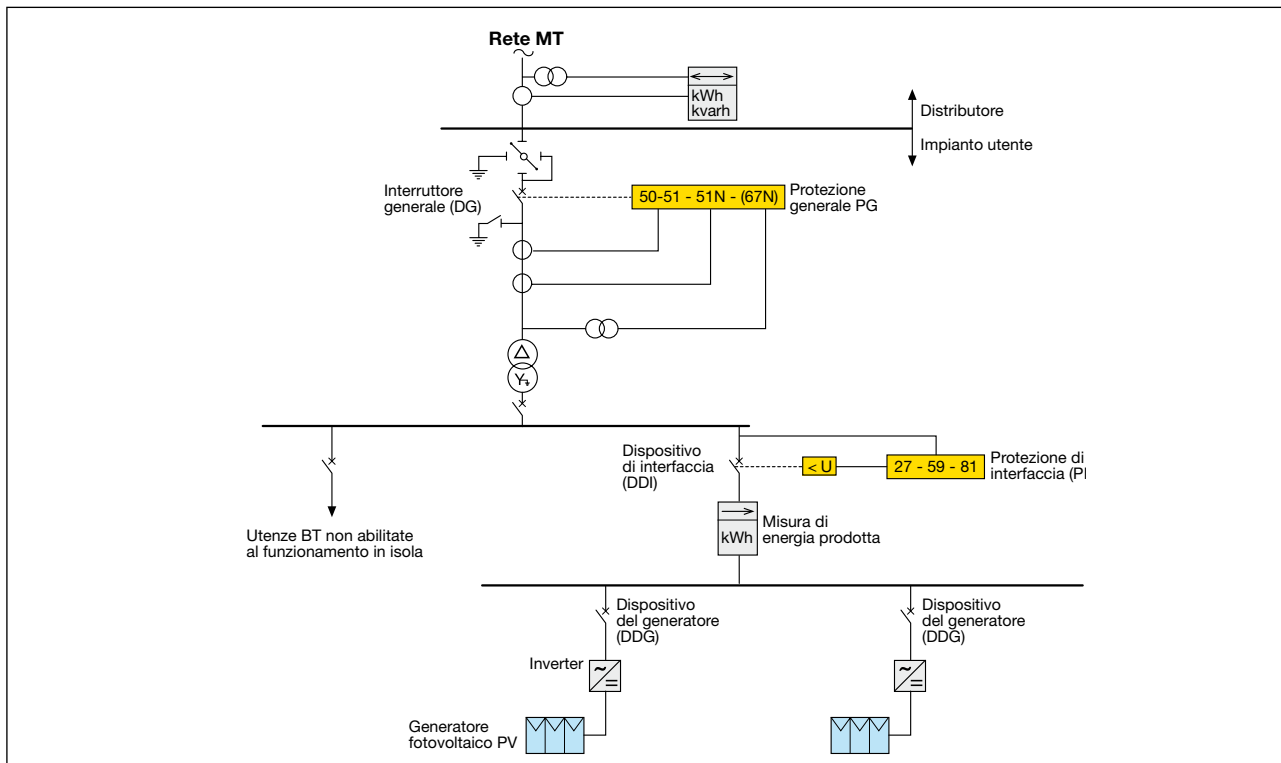 Rete MT
kWh
kvarh
Distributore
Impianto utente
Interruttore
generale (DG)
50-51 - 51N - (67N)
Protezione
generale PG
Dispositivo
di interfaccia
(DDI)
< U
27 - 59 - 81
Protezione di
interfaccia (PI
Utenze BT non abilitate
al funzionamento in isola
kWh
Misura di
energia prodotta
Dispositivo
del generatore
(DDG)
Dispositivo
del generatore
(DDG)
Inverter
Generatore
fotovoltaico PV